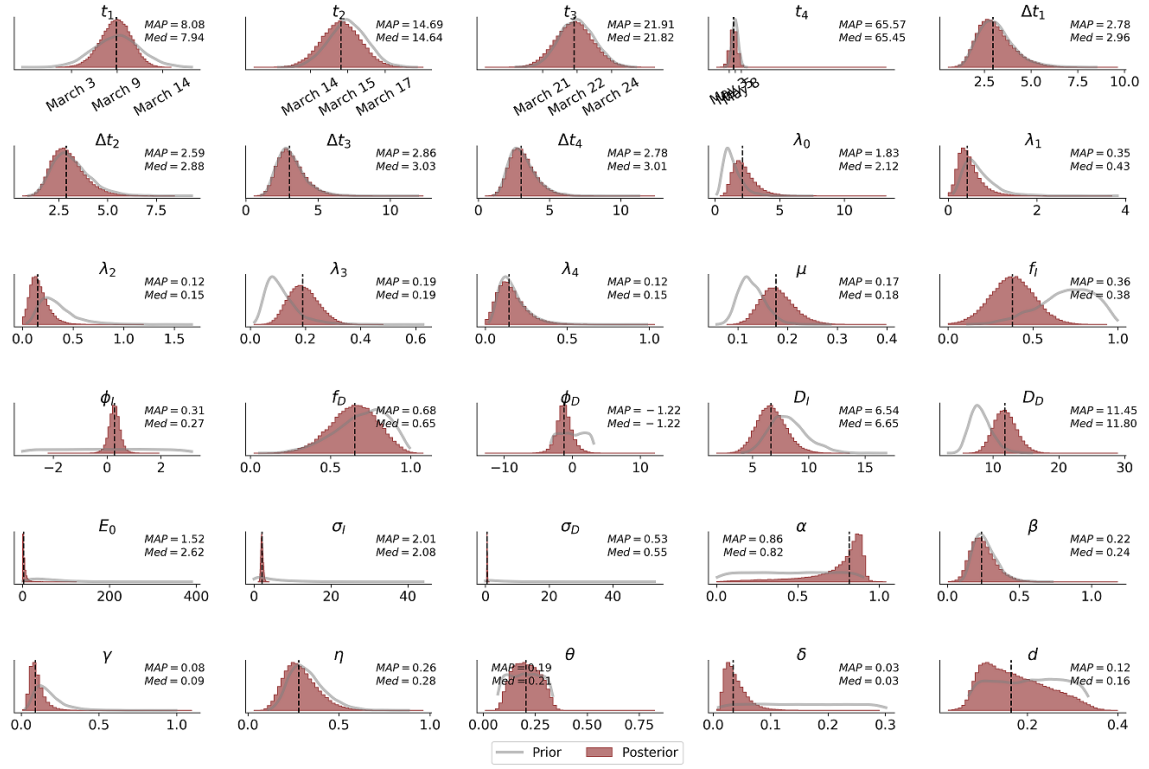 t1 t2 t3 t4 Δt1
MAP = 8.08 MAP = 14.69 MAP = 21.91 MAP = 65.57 MAP = 2.78
Med = 7.94 Med = 14.64 Med = 21.82 Med = 65.45 Med = 2.96
March 3 March 9 March 14 March 14 March 15 March 17 March 21 March 22 March 24 2.5 5.0 7.5 10.0
Δt2 Δt3 Δt4 λ0 λ1
MAP = 2.59 MAP = 2.86 MAP = 2.78 MAP = 1.83 MAP = 0.35
Med = 2.88 Med = 3.03 Med = 3.01 Med = 2.12 Med = 0.43
2.5 5.0 7.5 0 5 10 0 5 10 0 5 10 0 2 4
λ2 λ3 λ4 μ fI
MAP = 0.12 MAP = 0.19 MAP = 0.12 MAP = 0.17 MAP = 0.36
Med = 0.15 Med = 0.19 Med = 0.15 Med = 0.18 Med = 0.38
0.0 0.5 1.0 1.5 0.0 0.2 0.4 0.6 0.0 0.5 1.0 0.1 0.2 0.3 0.4 0.0 0.5 1.0
ϕI fD ϕD DI DD
MAP = 0.31 MAP = 0.68 MAP = −1.22 MAP = 6.54 MAP = 11.45
Med = 0.27 Med = 0.65 Med = −1.22 Med = 6.65 Med = 11.80
−2 0 2 0.0 0.5 1.0 −10 0 10 5 10 15 10 20 30
E0 σI σD α β
MAP = 1.52 MAP = 2.01 MAP = 0.53 MAP = 0.86 MAP = 0.22
Med = 2.62 Med = 2.08 Med = 0.55 Med = 0.82 Med = 0.24
0 200 400 0 20 40 0 20 40 0.0 0.5 1.0 0.0 0.5 1.0
γ η θ δ d
MAP = 0.08 MAP = 0.26 MAP = 0.19 MAP = 0.03 MAP = 0.12
Med = 0.09 Med = 0.28 Med = 0.21 Med = 0.03 Med = 0.16
0.0 0.5 1.0 0.0 0.5 1.0 0.00 0.25 0.50 0.75 0.0 0.1 0.2 0.3 0.0 0.2 0.4
Prior Posterior